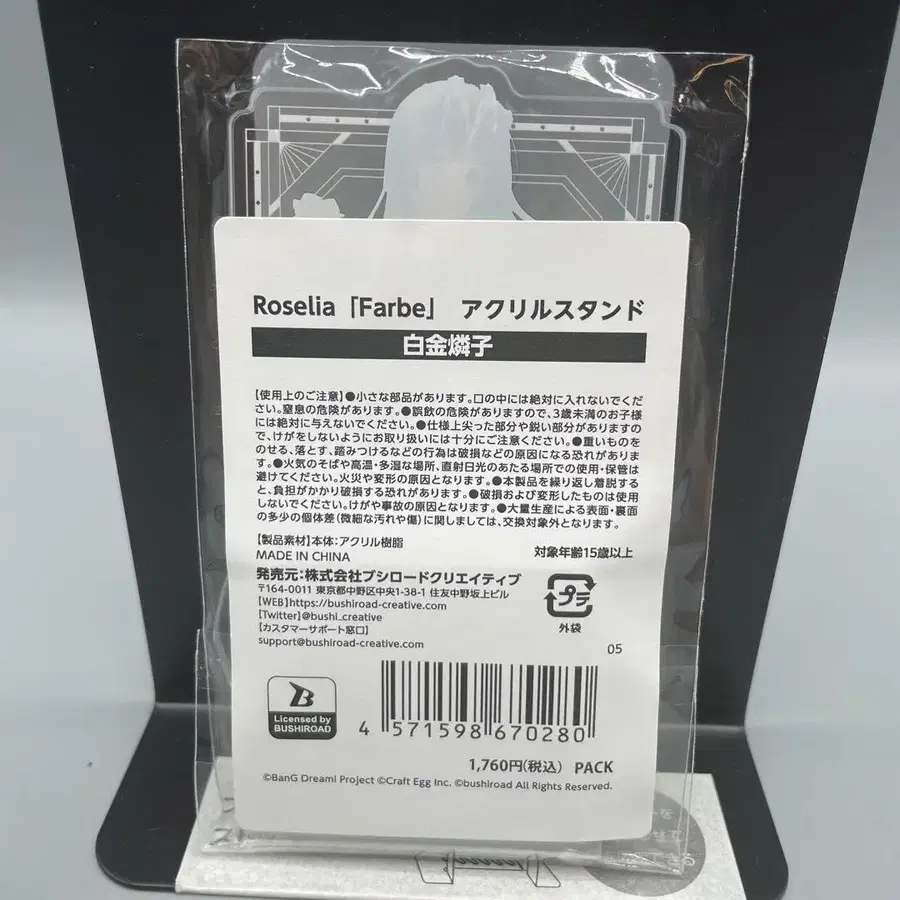 Roselia「Farbe」 アクリルスタンド
白金燐子
【使用上のご注意】●小さな部品があります。口の中には絶対に入れないでくだ
さい。窒息の危険があります。●誤飲の危険がありますので、3歳未満のお子様
には絶対に与えないでください。●仕様上尖った部分や鋭い部分がありますの
で、けがをしないようにお取り扱いには十分にご注意ください。●重いものを
のせる、落とす、踏みつけるなどの行為は破損などの原因になる恐れがありま
す。●火気のそばや高温・多湿な場所、直射日光のあたる場所での使用・保管は
避けてください。火災や変形の原因となります。●本製品を繰り返し着脱する
と、負担がかかり破損する恐れがあります。●破損および変形したものは使用
しないでください。けがや事故の原因となります。●大量生産による表面・裏面
の多少の個体差(微細な汚れや傷)に関しましては、交換対象外となります。
【製品素材】本体:アクリル樹脂
MADE IN CHINA
対象年齢15歳以上
発売元:株式会社ブシロードクリエイティブ
〒164-0011 東京都中野区中央1-38-1 住友中野坂上ビル
【WEB】https://bushiroad-creative.com
【Twitter】@bushi_creative
【カスタマーサポート窓口】
support@bushiroad-creative.com
プラ
外袋
05
B
Licensed by
BUSHIROAD
4 571598 670280
1,760円(税込) PACK
©BanG Dream! Project ©Craft Egg Inc. ©bushiroad All Rights Reserved.